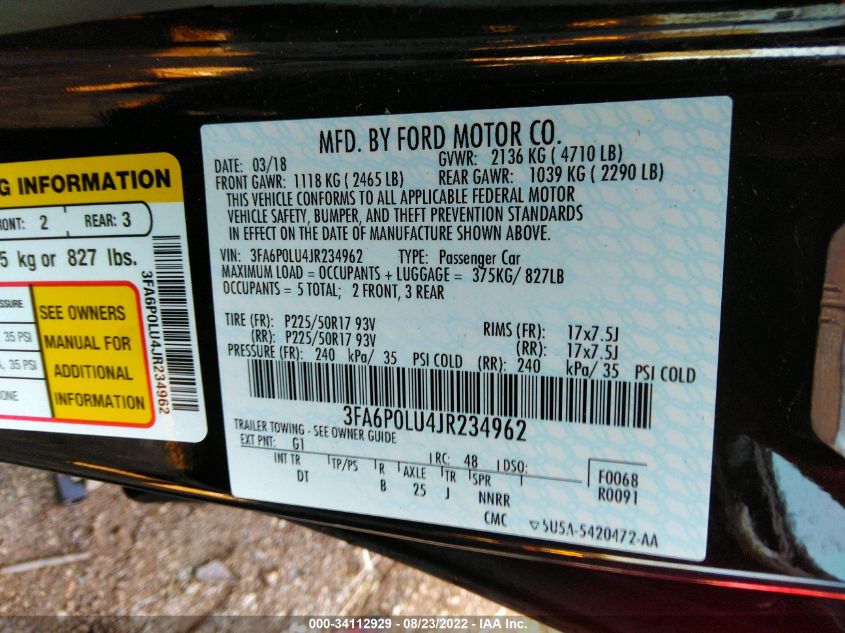 MFD. BY FORD MOTOR CO.
DATE: 03/18 GVWR: 2136 KG ( 4710 LB)
FRONT GAWR: 1118 KG ( 2465 LB) REAR GAWR: 1039 KG ( 2290 LB)
THIS VEHICLE CONFORMS TO ALL APPLICABLE FEDERAL MOTOR
VEHICLE SAFETY, BUMPER, AND THEFT PREVENTION STANDARDS
IN EFFECT ON THE DATE OF MANUFACTURE SHOWN ABOVE.
VIN: 3FA6P0LU4JR234962 TYPE: Passenger Car
MAXIMUM LOAD = OCCUPANTS + LUGGAGE = 375KG/ 827LB
OCCUPANTS = 5 TOTAL; 2 FRONT, 3 REAR
TIRE (FR): P225/50R17 93V RIMS (FR): 17x7.5J
(RR): P225/50R17 93V (RR): 17x7.5J
PRESSURE (FR): 240 kPa/ 35 PSI COLD (RR): 240 kPa/ 35 PSI COLD
3FA6P0LU4JR234962
TRAILER TOWING - SEE OWNER GUIDE
EXT PNT: G1 RC: 48 DSO:
F0068
R0091
INT TR TP/PS R AXLE TR SPR
DT B 25 J NNRR
CMC 5U5A-5420472-AA
G INFORMATION
RONT: 2 REAR: 3
5 kg or 827 lbs.
SSURE
, 35 PSI
, 35 PSI
ONE
SEE OWNERS
MANUAL FOR
ADDITIONAL
INFORMATION
3FA6P0LU4JR234962
000-34112929 - 08/23/2022 - IAA Inc.